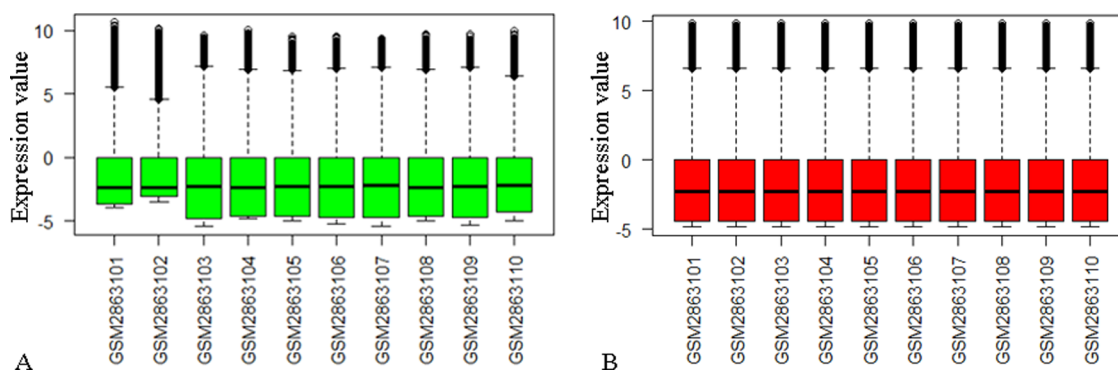 Expression value
10
5
0
-5
GSM2863101
GSM2863102
GSM2863103
GSM2863104
GSM2863105
GSM2863106
GSM2863107
GSM2863108
GSM2863109
GSM2863110
A
Expression value
10
5
0
-5
GSM2863101
GSM2863102
GSM2863103
GSM2863104
GSM2863105
GSM2863106
GSM2863107
GSM2863108
GSM2863109
GSM2863110
B